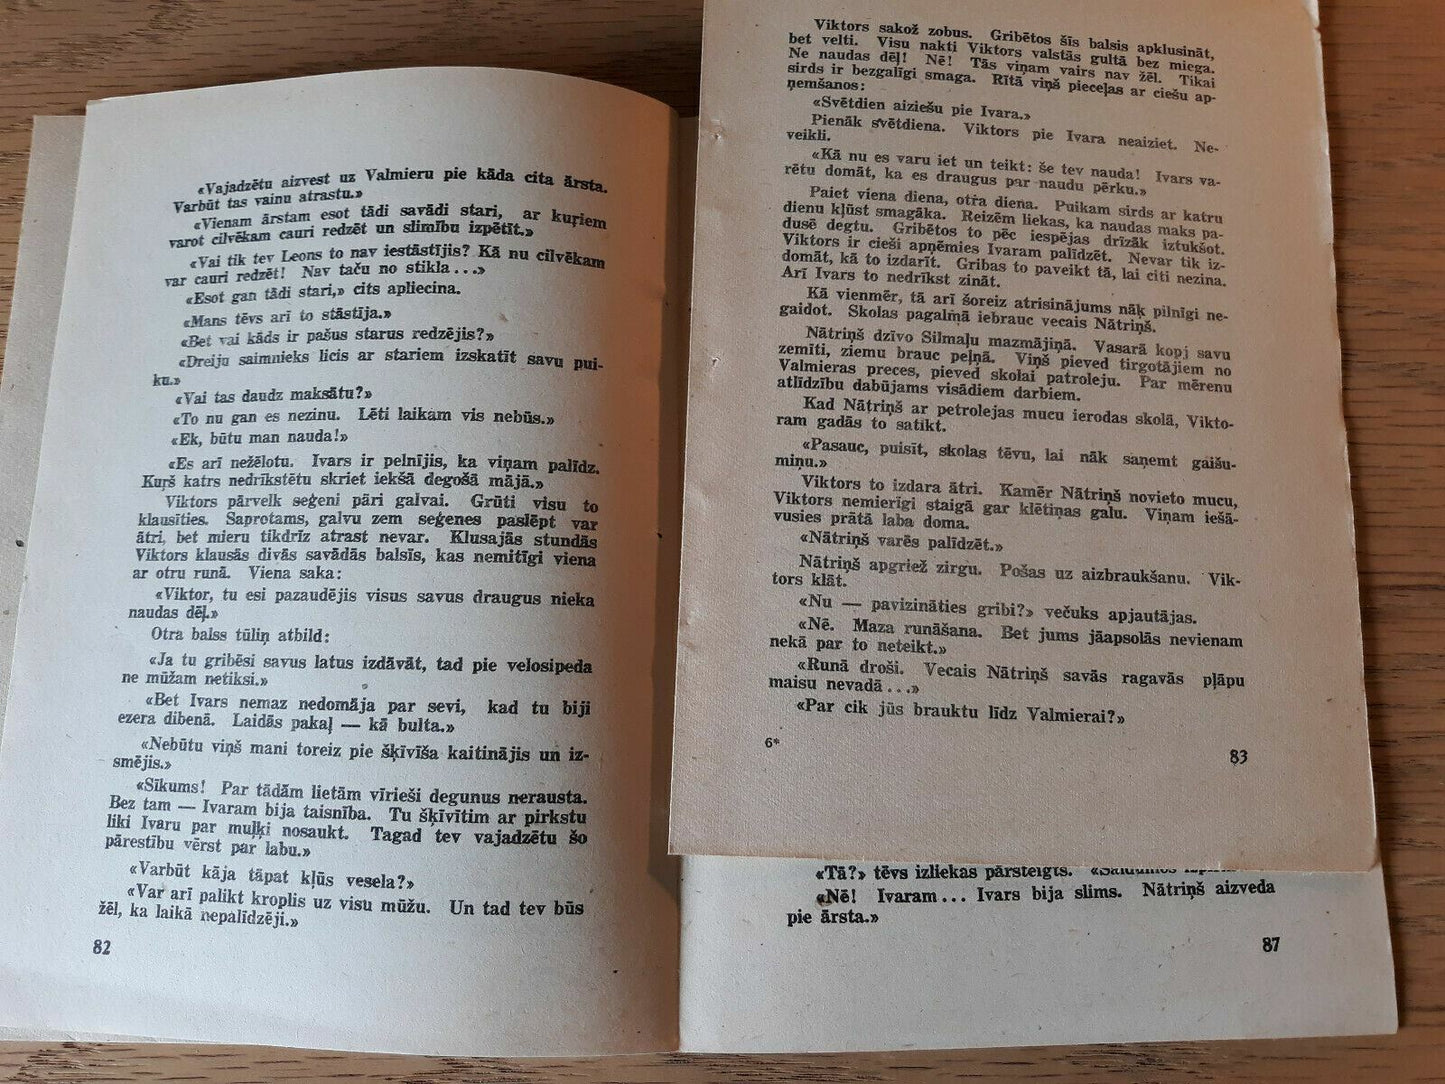 «Vajadzētu aizvest uz Valmieru pie kāda cita ārsta.
Varbūt tas vainu atrastu.»
«Vienam ārstam esot tādi savādi stari, ar kuŗiem
varot cilvēkam cauri redzēt un slimību izpētīt.»
«Vai tik tev Leons to nav iestāstījis? Kā nu cilvēkam
var cauri redzēt! Nav taču no stikla...»
«Esot gan tādi stari,» cits apliecina.
«Mans tēvs arī to stāstīja.»
«Bet vai kāds ir pašus starus redzējis?»
«Dreiju saimnieks licis ar stariem izskatīt savu pui-
ku.»
«Vai tas daudz maksātu?»
«To nu gan es nezinu. Lēti laikam vis nebūs.»
«Ek, būtu man nauda!»
«Es arī nežēlotu. Ivars ir pelnījis, ka viņam palīdz.
Kuŗš katrs nedrīkstētu skriet iekšā degošā mājā.»
Viktors pārvelk seģeni pāri galvai. Grūti visu to
klausīties. Saprotams, galvu zem seģenes paslēpt var
ātri, bet mieru tikdrīz atrast nevar. Klusajās stundās
Viktors klausās divās savādās balsīs, kas nemitīgi viena
ar otru runā. Viena saka:
«Viktor, tu esi pazaudējis visus savus draugus nieka
naudas dēļ.»
Otra balss tūliņ atbild:
«Ja tu gribēsi savus latus izdāvāt, tad pie velosipeda
ne mūžam netiksi.»
«Bet Ivars nemaz nedomāja par sevi, kad tu biji
ezera dibenā. Laidās pakaļ — kā bulta.»
«Nebūtu viņš mani toreiz pie šķīvīša kaitinājis un iz-
smējis.»
«Sīkums! Par tādām lietām vīrieši degunus nerausta.
Bez tam — Ivaram bija taisnība. Tu šķīvītim ar pirkstu
liki Ivaru par muļķi nosaukt. Tagad tev vajadzētu šo
pārestību vērst par labu.»
«Varbūt kāja tāpat kļūs vesela?»
«Var arī palikt kroplis uz visu mūžu. Un tad tev būs
žēl, ka laikā nepalīdzēji.»
82
Viktors sakož zobus. Gribētos šīs balsis apklusināt,
bet velti. Visu nakti Viktors valstās gultā bez miega.
Ne naudas dēļ! Nē! Tās viņam vairs nav žēl. Tikai
sirds ir bezgalīgi smaga. Rītā viņš pieceļas ar ciešu ap-
ņemšanos:
«Svētdien aiziešu pie Ivara.»
Pienāk svētdiena. Viktors pie Ivara neaiziet. Ne-
veikli.
«Kā nu es varu iet un teikt: še tev nauda! Ivars va-
rētu domāt, ka es draugus par naudu pērku.»
Paiet viena diena, otra diena. Puikam sirds ar katru
dienu kļūst smagāka. Reizēm liekas, ka naudas maks pa-
dusē degtu. Gribētos to pēc iespējas drīzāk iztukšot.
Viktors ir cieši apņēmies Ivaram palīdzēt. Nevar tik iz-
domāt, kā to izdarīt. Gribas to paveikt tā, lai citi nezina.
Arī Ivars to nedrīkst zināt.
Kā vienmēr, tā arī šoreiz atrisinājums nāk pilnīgi ne-
gaidot. Skolas pagalmā iebrauc vecais Nātriņš.
Nātriņš dzīvo Silmaļu mazmājiņā. Vasarā kopj savu
zemīti, ziemu brauc peļņā. Viņš pieved tirgotājiem no
Valmieras preces, pieved skolai patroleju. Par mērenu
atlīdzību dabūjams visādiem darbiem.
Kad Nātriņš ar petrolejas mucu ierodas skolā, Vikto-
ram gadās to satikt.
«Pasauc, puisīt, skolas tēvu, lai nāk saņemt gaišu-
miņu.»
Viktors to izdara ātri. Kamēr Nātriņš novieto mucu,
Viktors nemierīgi staigā gar klētiņas galu. Viņam iešā-
vusies prātā laba doma.
«Nātriņš varēs palīdzēt.»
Nātriņš apgriež zirgu. Pošas uz aizbraukšanu. Vik-
tors klāt.
«Nu — pavizināties gribi?» večuks apjautājas.
«Nē. Maza runāšana. Bet jums jāapsolās nevienam
nekā par to neteikt.»
«Runā droši. Vecais Nātriņš savās ragavās pļāpu
maisu nevadā...»
«Par cik jūs brauktu līdz Valmierai?»
6*
83
«Tā?» tēvs izliekas pārsteigts.
«Nē! Ivaram... Ivars bija slims. Nātriņš aizveda
pie ārsta.»
87